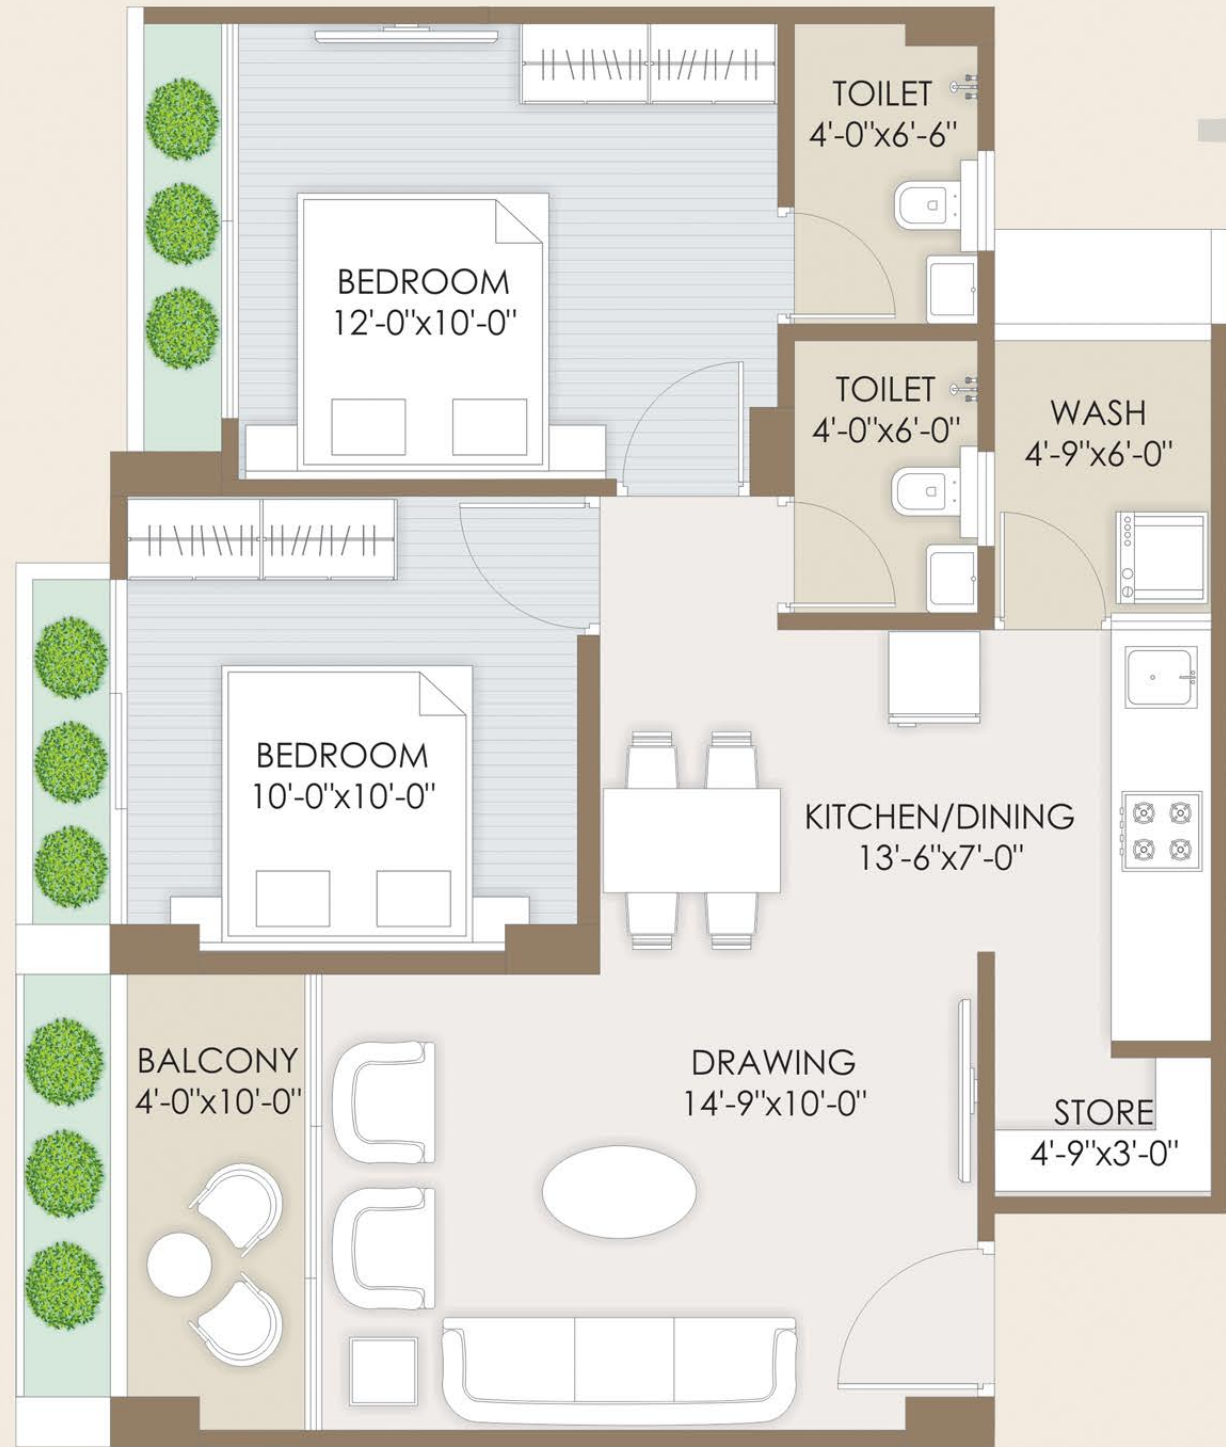 TOILET
4'-0"x6'-6"
BEDROOM
12'-0"x10'-0"
TOILET
4'-0"x6'-0"
WASH
4'-9"x6'-0"
BEDROOM
10'-0"x10'-0"
KITCHEN/DINING
13'-6"x7'-0"
BALCONY
4'-0"x10'-0"
DRAWING
14'-9"x10'-0"
STORE
4'-9"x3'-0"